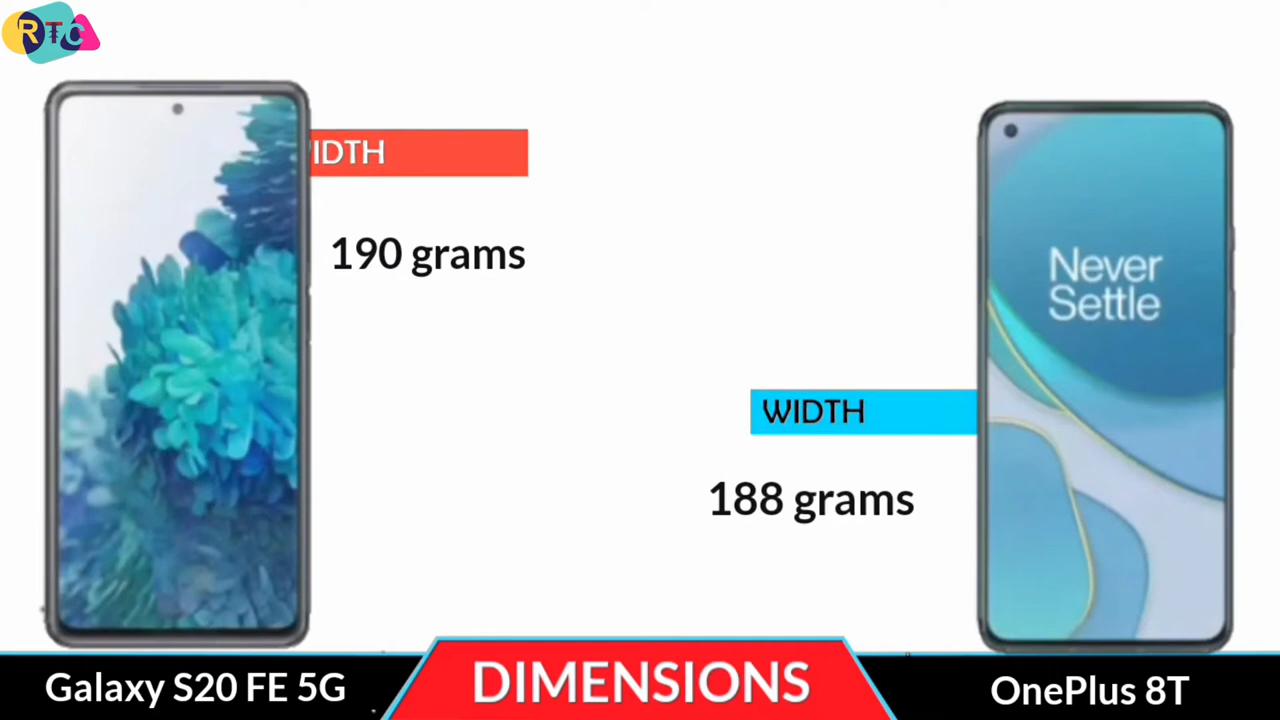 RTC
IDTH
190 grams
Never
Settle
WIDTH
188 grams
Galaxy S20 FE 5G
DIMENSIONS
OnePlus 8T